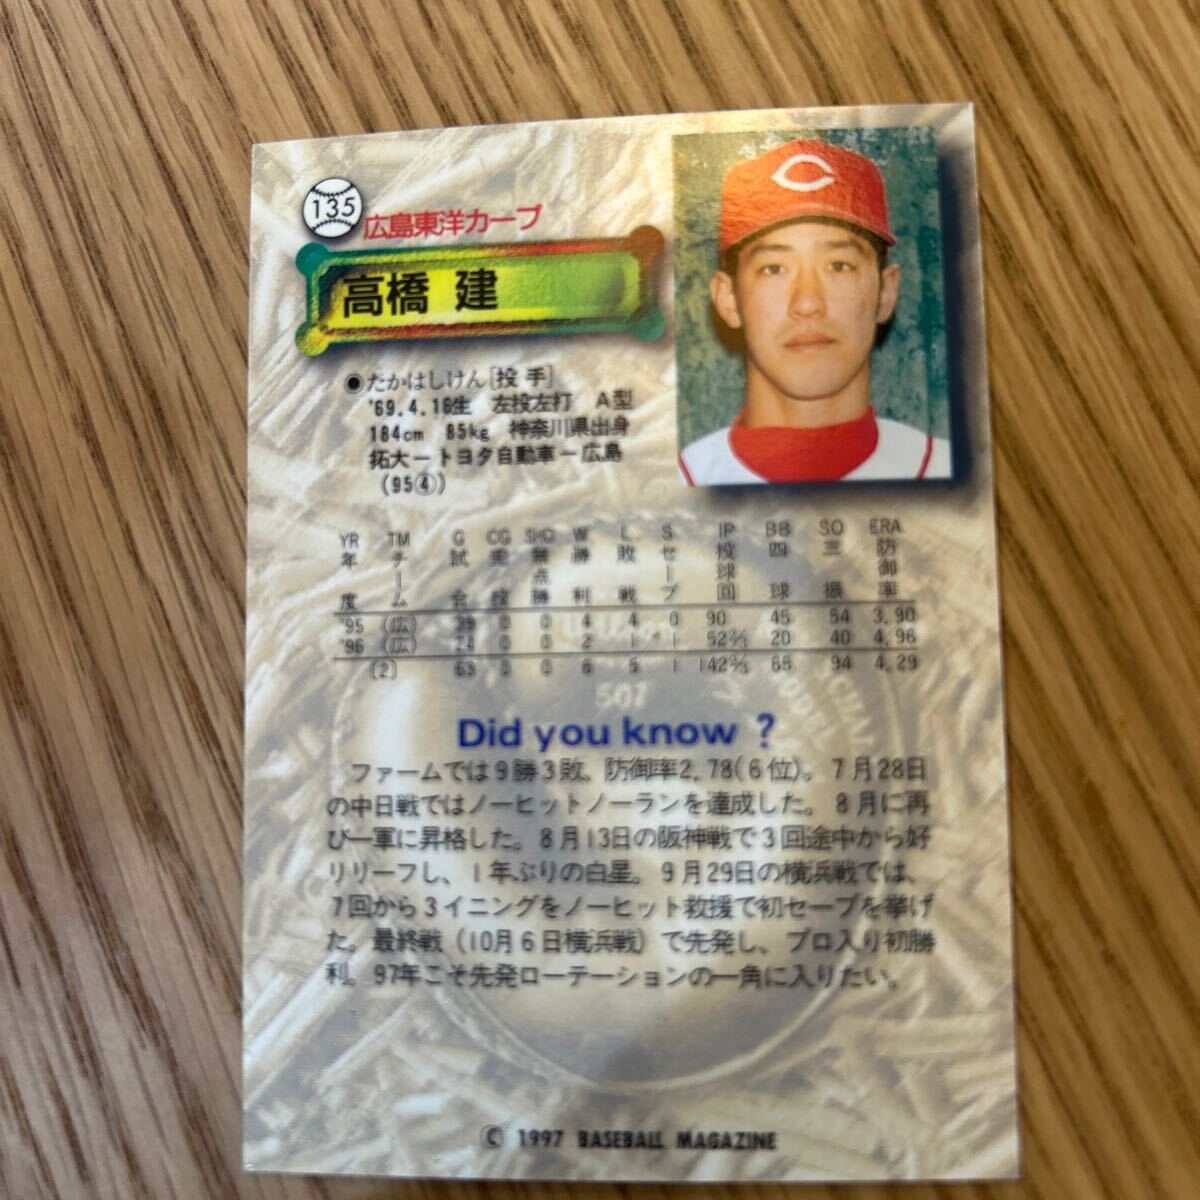 135
広島東洋カープ
高橋 建
●たかはしけん[投手]
'69.4.16生 左投左打 A型
184cm 85kg 神奈川県出身
拓大ートヨタ自動車ー広島
(95④)
YR TM G CG SHO W L S IP BB SO ERA
年度 チーム 試合 完投 無点勝 勝利 敗戦 セーブ 投球回 四球 三振 防御率
'95 (広) 39 0 0 4 4 0 90 45 54 3.90
'96 (広) 24 0 0 2 1 1 52⅔ 20 40 4.96
(2) 63 0 0 6 5 1 142⅔ 65 94 4.29
507
Did you know ?
ファームでは9勝3敗、防御率2.78(6位)。7月28日
の中日戦ではノーヒットノーランを達成した。8月に再
び一軍に昇格した。8月13日の阪神戦で3回途中から好
リリーフし、1年ぶりの白星。9月29日の横浜戦では、
7回から3イニングをノーヒット救援で初セーブを挙げ
た。最終戦(10月6日横浜戦)で先発し、プロ入り初勝
利。97年こそ先発ローテーションの一角に入りたい。
© 1997 BASEBALL MAGAZINE